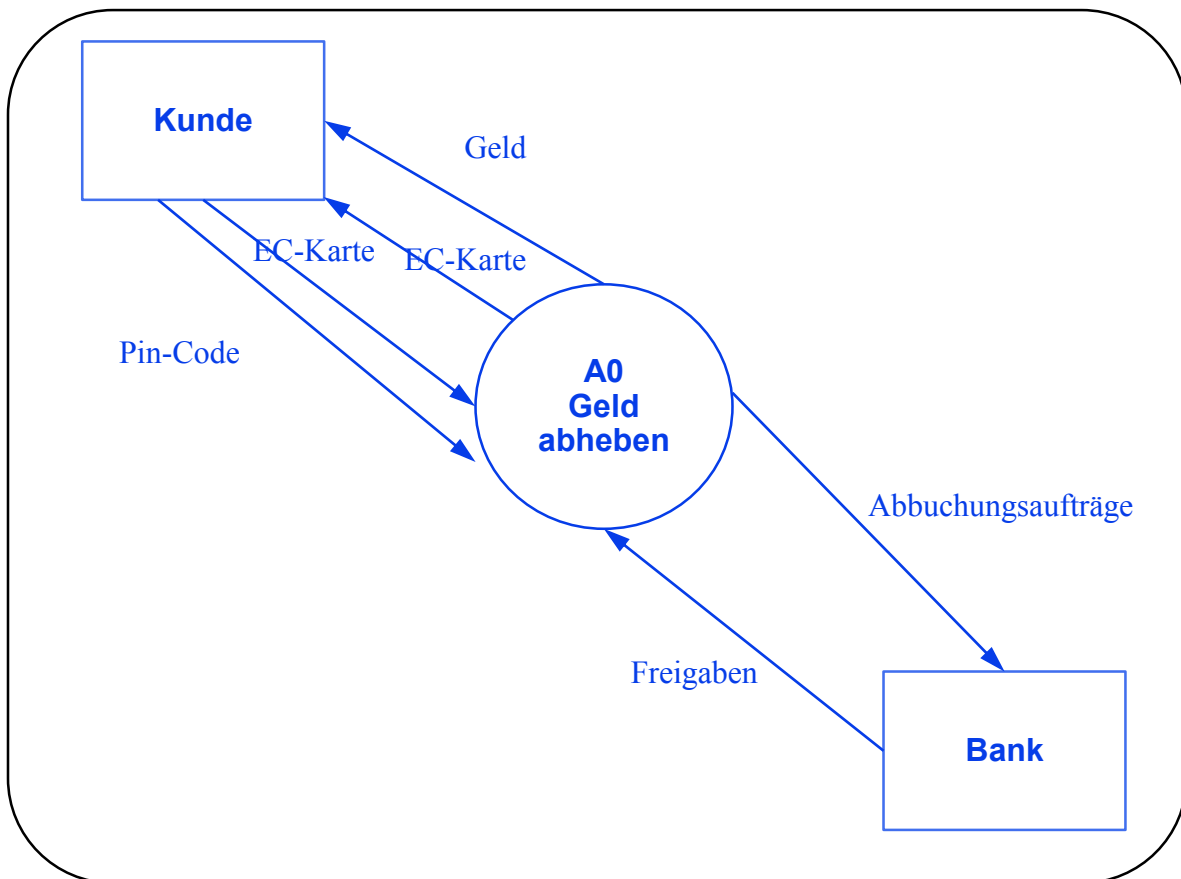 Kunde
Geld
EC-Karte
EC-Karte
Pin-Code
A0
Geld
abheben
Abbuchungsaufträge
Freigaben
Bank